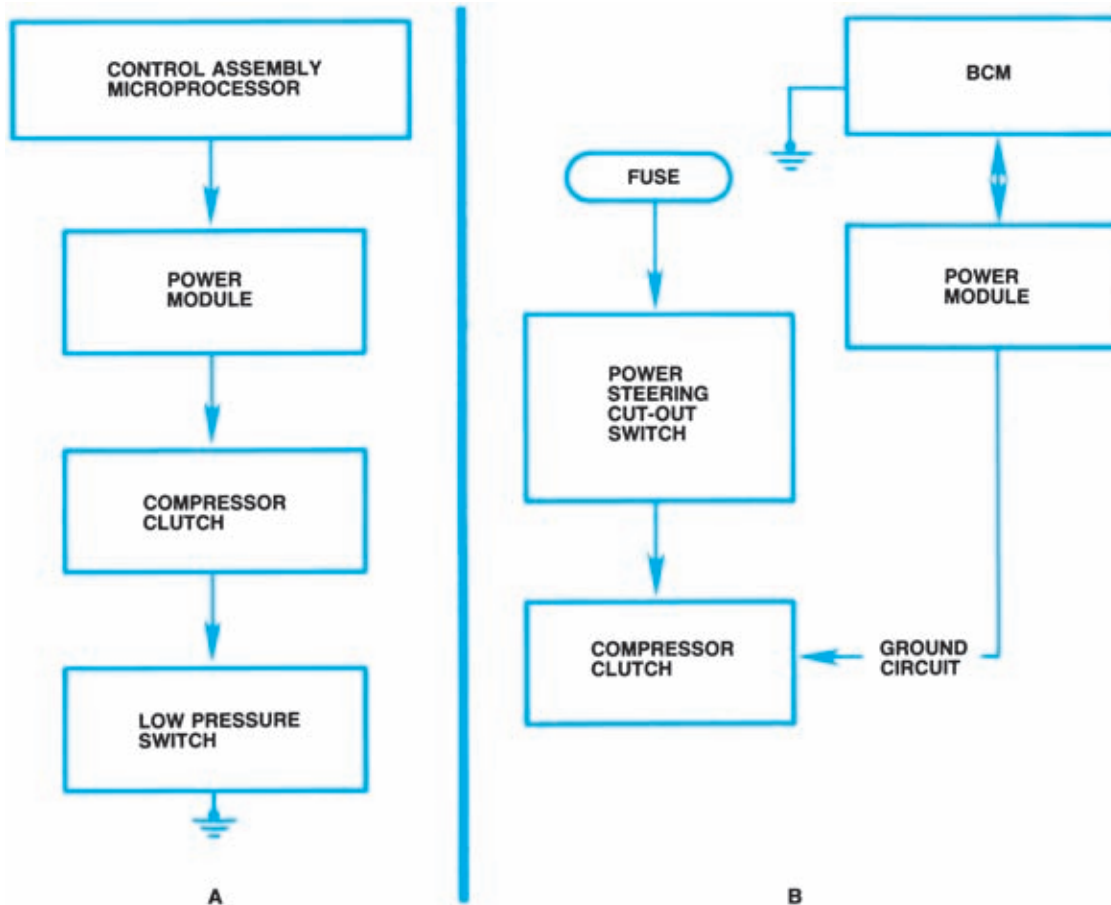 CONTROL ASSEMBLY
MICROPROCESSOR
POWER
MODULE
COMPRESSOR
CLUTCH
LOW PRESSURE
SWITCH
A
BCM
FUSE
POWER
MODULE
POWER
STEERING
CUT-OUT
SWITCH
COMPRESSOR
CLUTCH
GROUND
CIRCUIT
B